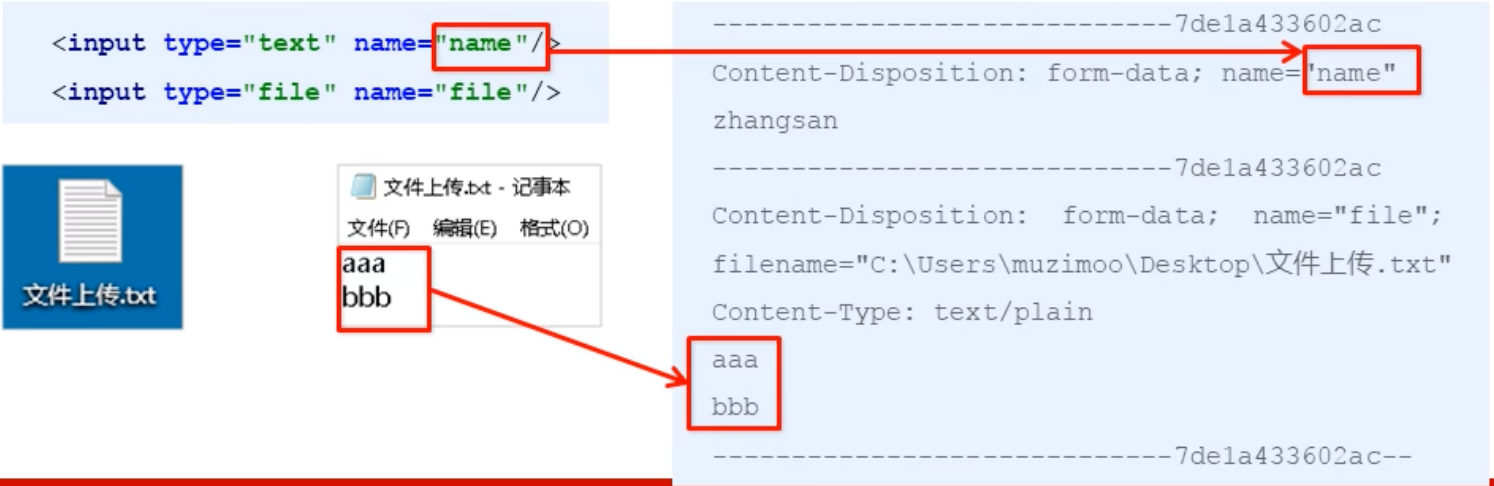 <input type="text" name="name"/>
<input type="file" name="file"/>
文件上传.txt
文件上传.txt - 记事本
文件(F) 编辑(E) 格式(O)
aaa
bbb
-----------------------------7de1a433602ac
Content-Disposition: form-data; name="name"
zhangsan
-----------------------------7de1a433602ac
Content-Disposition: form-data; name="file";
filename="C:\Users\muzimoo\Desktop\文件上传.txt"
Content-Type: text/plain
aaa
bbb
-----------------------------7de1a433602ac--